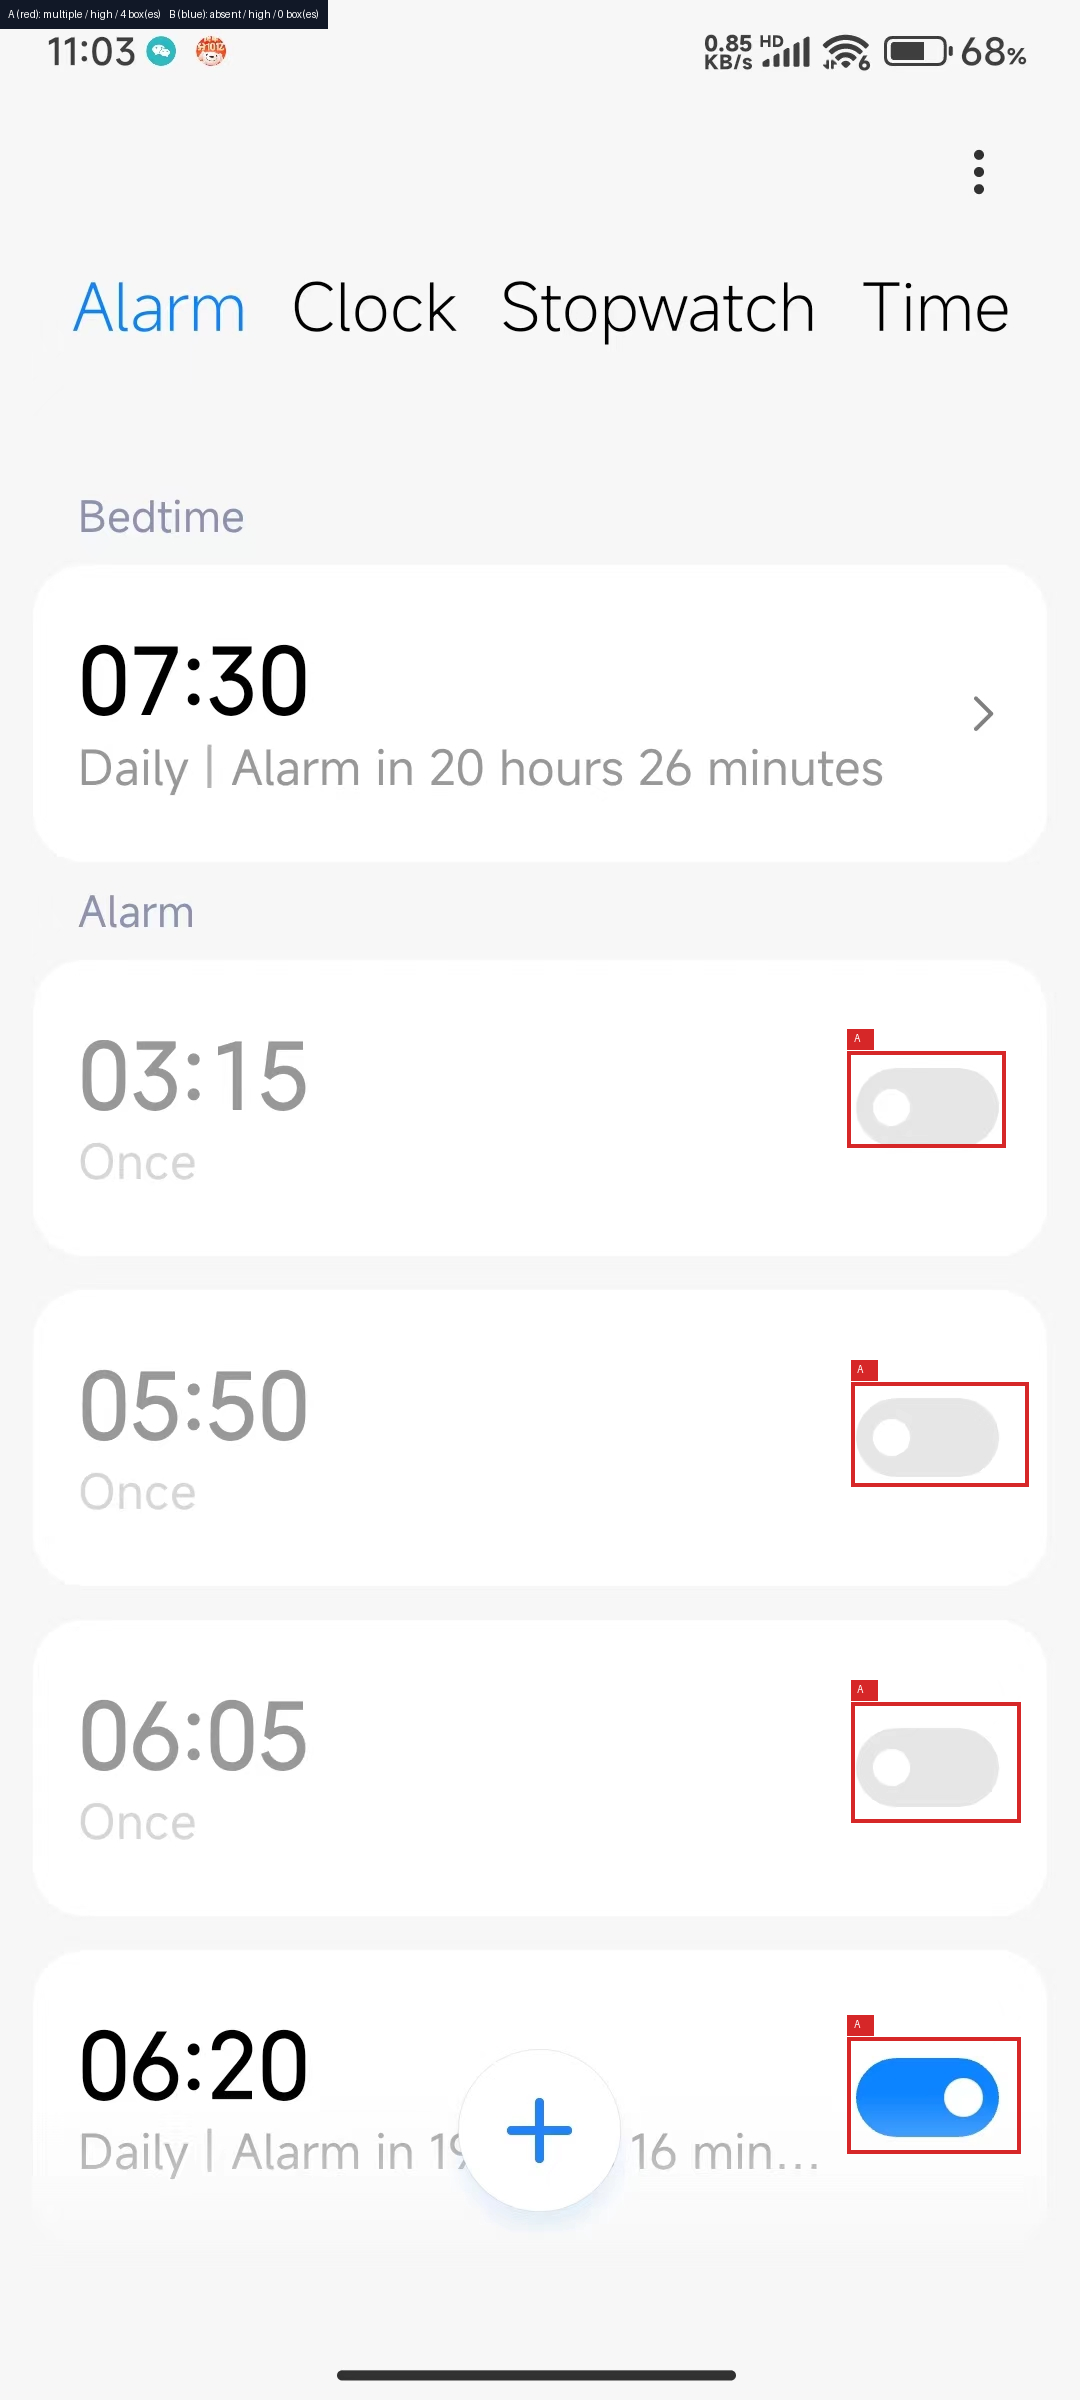 A (red): multiple / high / 4 box(es) B (blue): absent / high / 0 box(es)
11:03 0.85 KB/s HD 6 68%
Alarm Clock Stopwatch Time
Bedtime
07:30
Daily | Alarm in 20 hours 26 minutes
Alarm
A
03:15
Once
A
05:50
Once
A
06:05
Once
A
06:20
Daily | Alarm in 19 16 min...